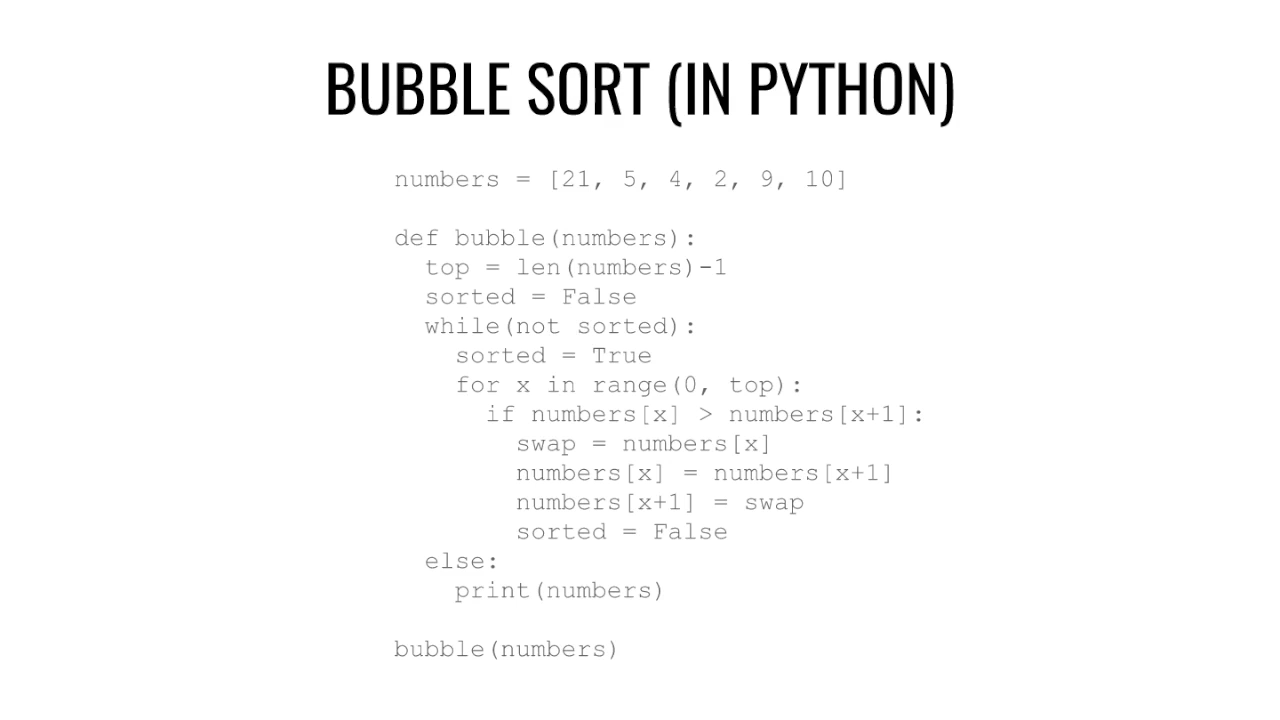 BUBBLE SORT (IN PYTHON)
numbers = [21, 5, 4, 2, 9, 10]
def bubble(numbers):
  top = len(numbers)-1
  sorted = False
  while(not sorted):
    sorted = True
    for x in range(0, top):
      if numbers[x] > numbers[x+1]:
        swap = numbers[x]
        numbers[x] = numbers[x+1]
        numbers[x+1] = swap
        sorted = False
  else:
    print(numbers)
bubble(numbers)